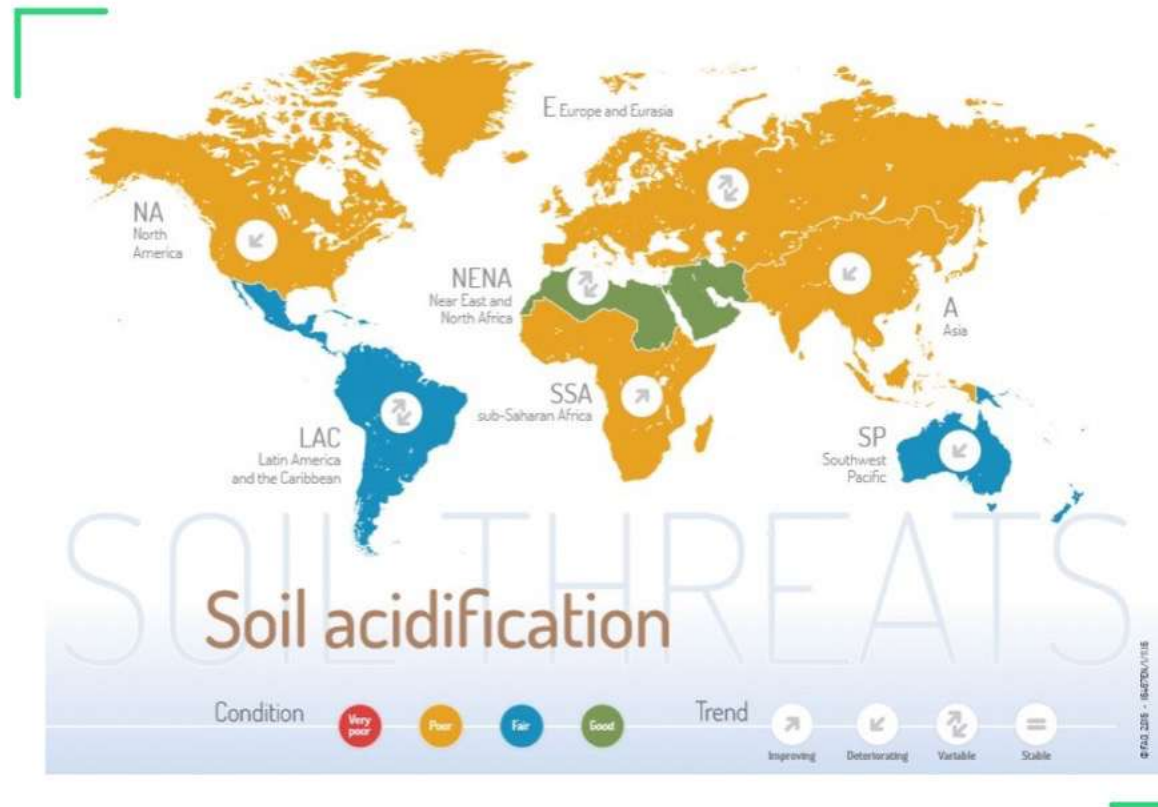 E Europe and Eurasia
NA
North
America
NENA
Near East and
North Africa
A
Asia
SSA
sub-Saharan Africa
LAC
Latin America
and the Caribbean
SP
Southwest
Pacific
SOIL THREATS
Soil acidification
Condition
Very
poor
Poor
Fair
Good
Trend
Improving
Deteriorating
Variable
Stable
© FAO, 2015